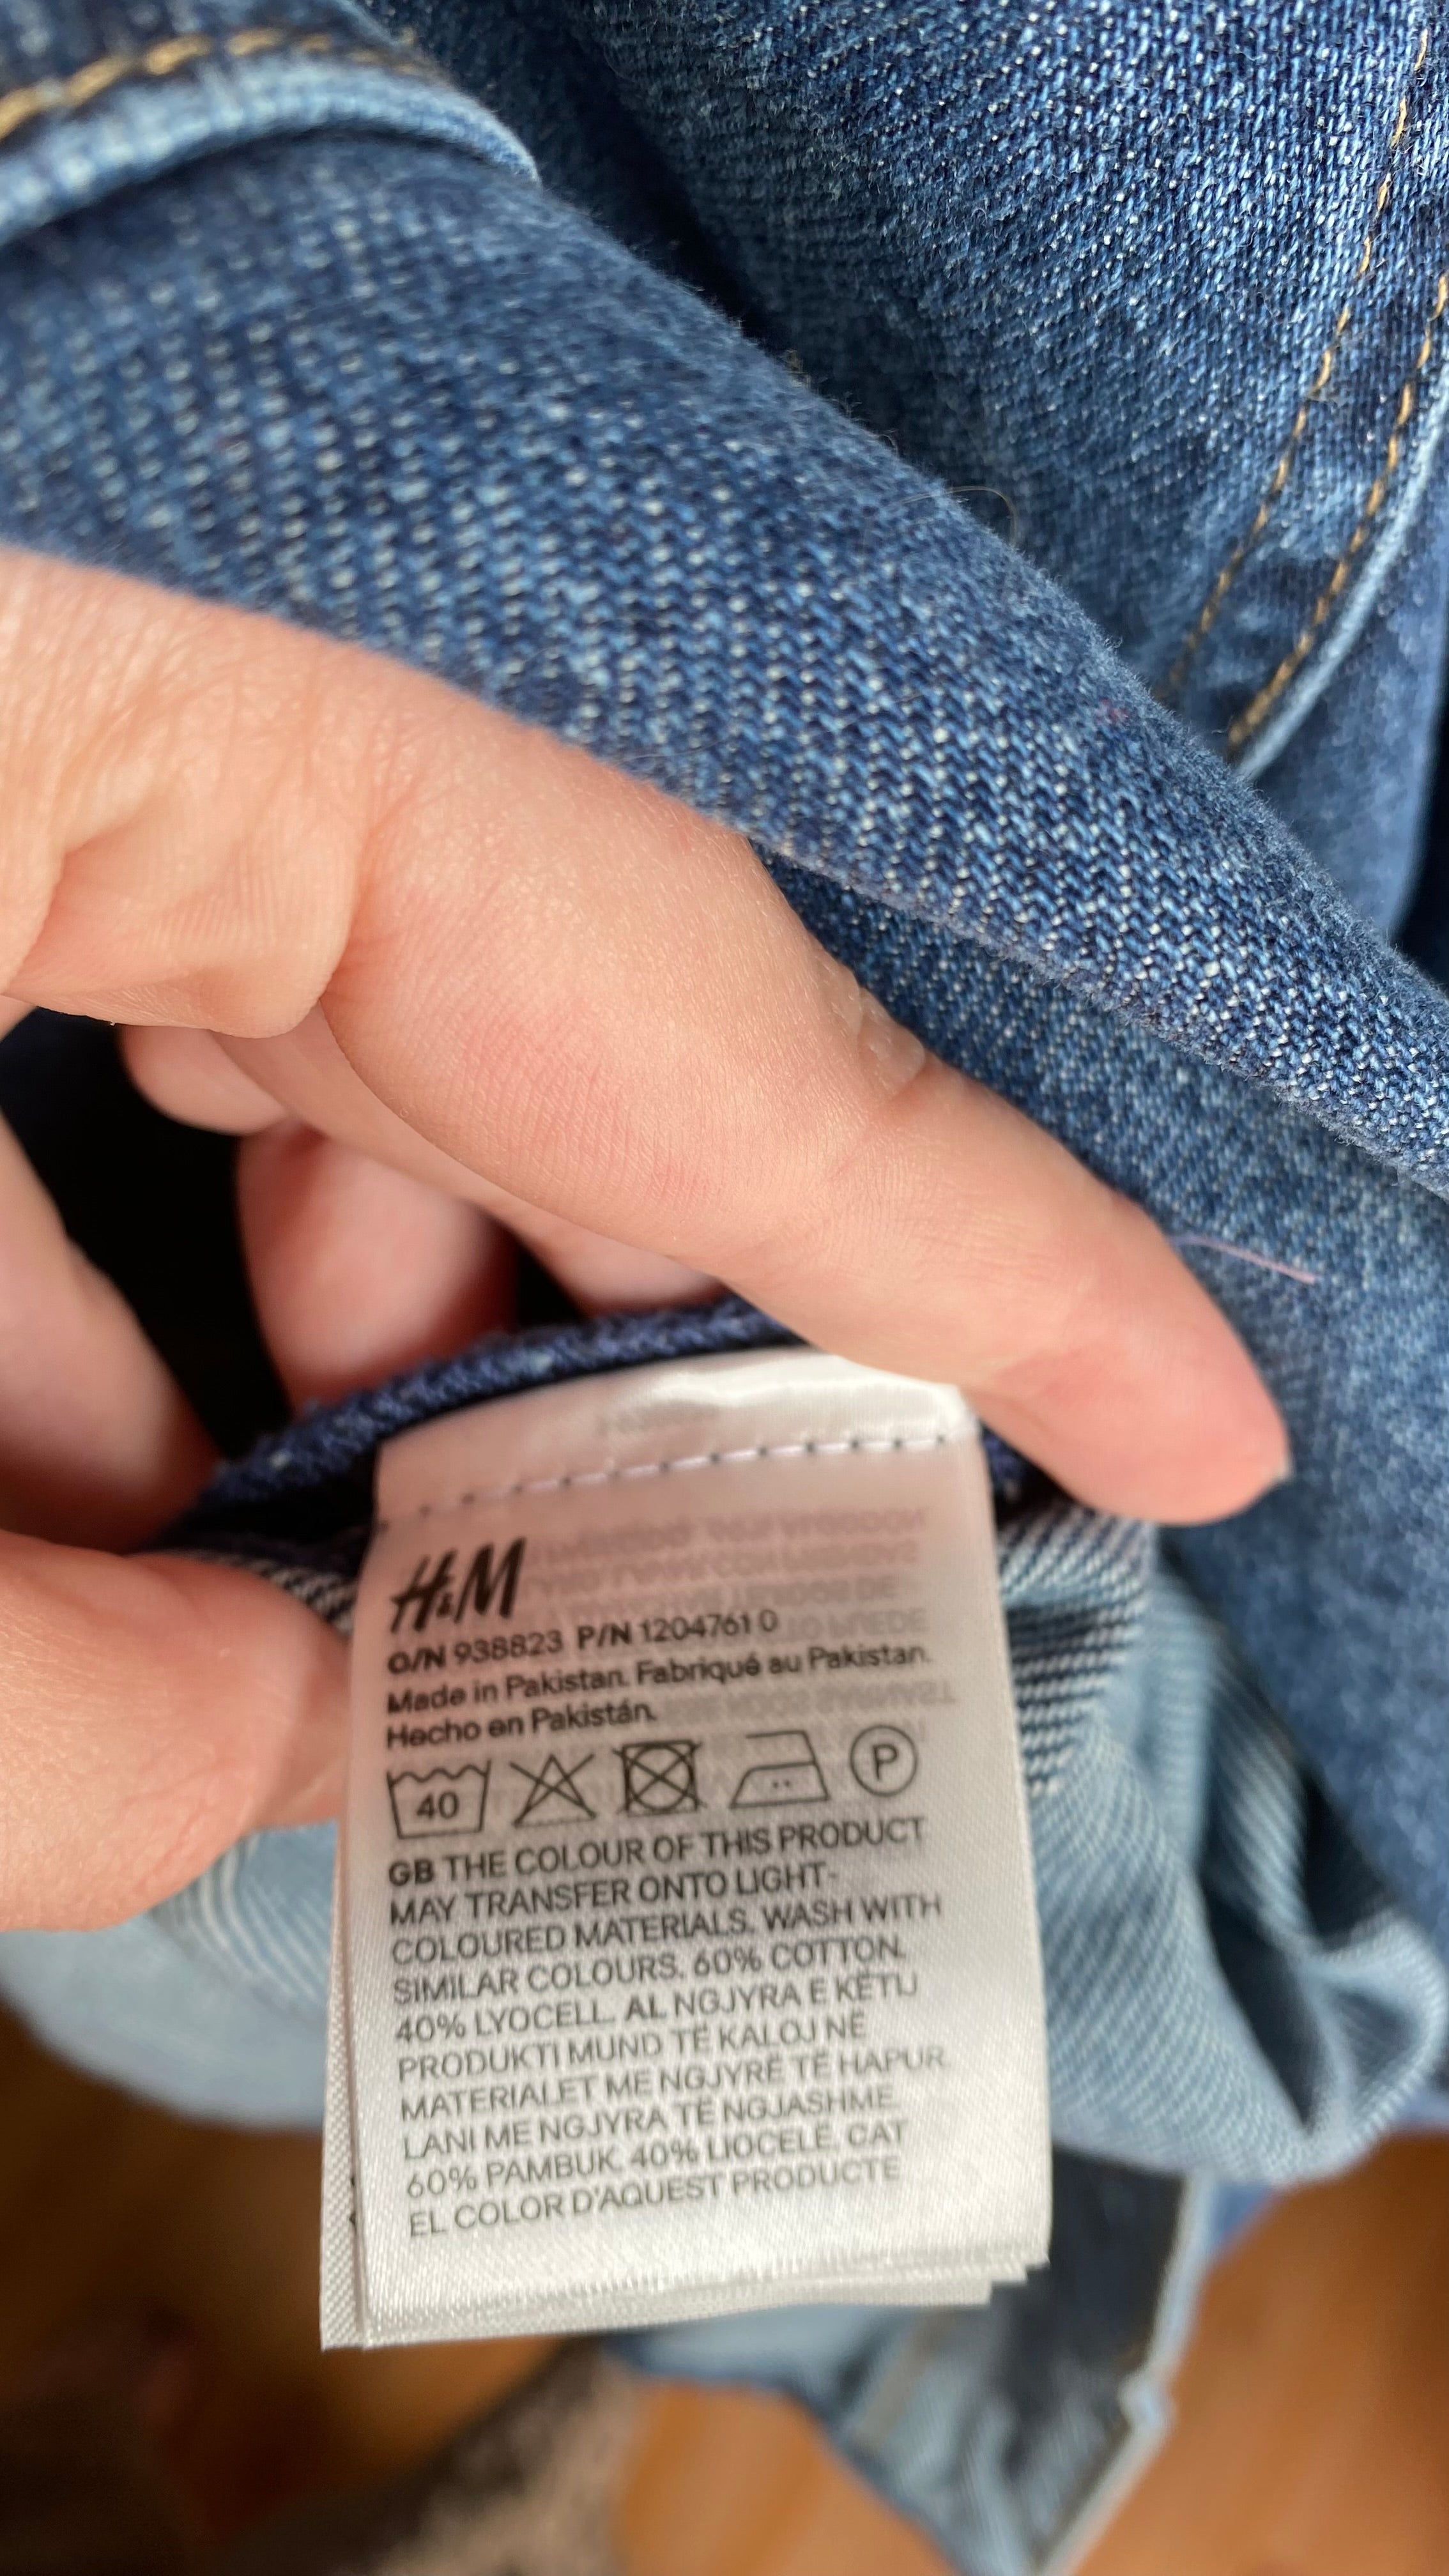 H&M
O/N 938823 P/N 1204761 0
Made in Pakistan. Fabriqué au Pakistan.
Hecho en Pakistán.
40 P
GB THE COLOUR OF THIS PRODUCT
MAY TRANSFER ONTO LIGHT-
COLOURED MATERIALS. WASH WITH
SIMILAR COLOURS. 60% COTTON.
40% LYOCELL. AL NGJYRA E KËTIJ
PRODUKTI MUND TË KALOJ NË
MATERIALET ME NGJYRË TË HAPUR.
LANI ME NGJYRA TË NGJASHME.
60% PAMBUK. 40% LIOCELË. CAT
EL COLOR D'AQUEST PRODUCTE